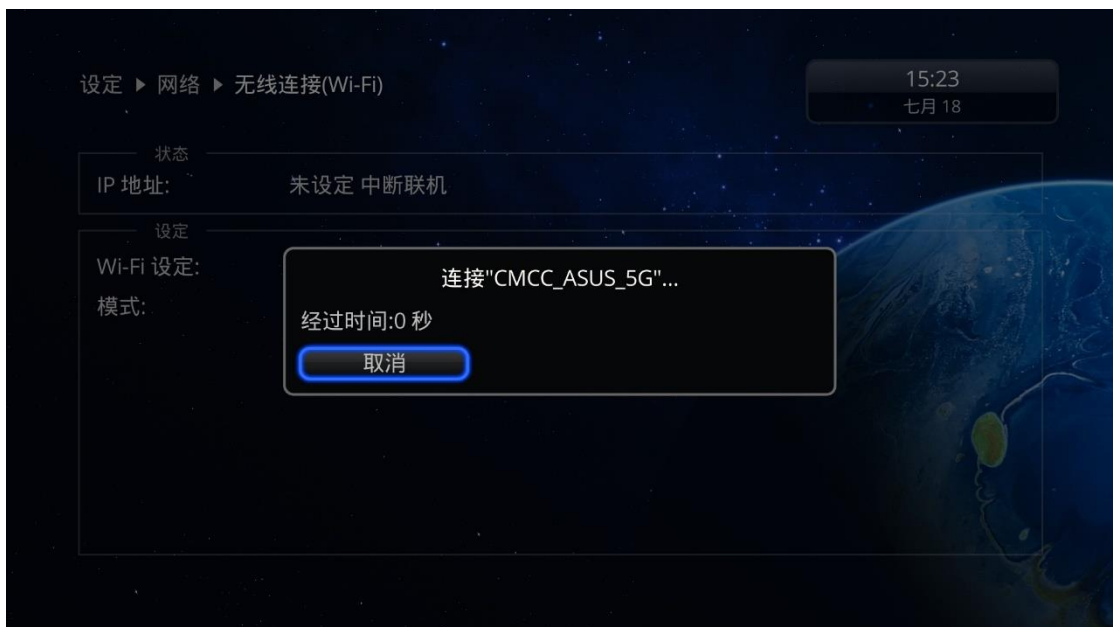 设定 ▶ 网络 ▶ 无线连接(Wi-Fi)
15:23
七月 18
状态
IP 地址: 朱设定 中断联机
设定
Wi-Fi 设定:
模式:
连接"CMCC_ASUS_5G"...
经过时间:0 秒
取消